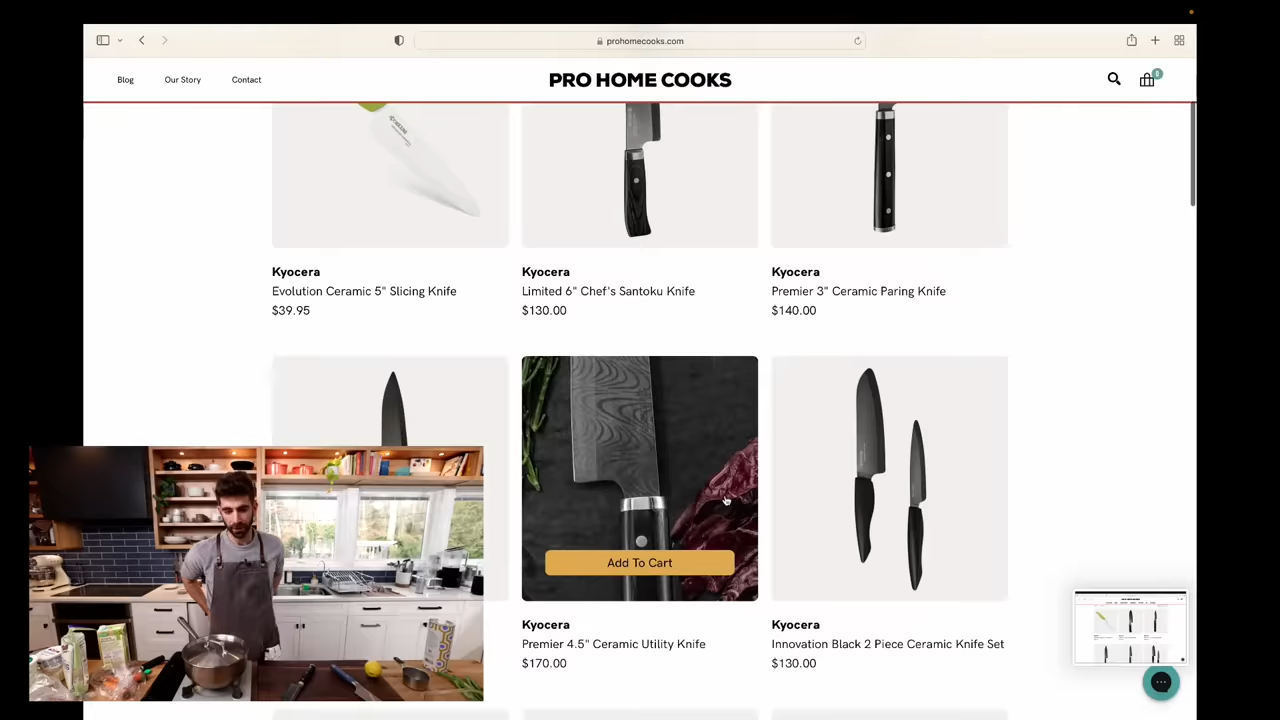 prohomecooks.com
Blog
Our Story
Contact
PRO HOME COOKS
0
KYOCERA
Kyocera
Evolution Ceramic 5" Slicing Knife
$39.95
Kyocera
Limited 6" Chef's Santoku Knife
$130.00
Kyocera
Premier 3" Ceramic Paring Knife
$140.00
Add To Cart
Kyocera
Premier 4.5" Ceramic Utility Knife
$170.00
Kyocera
Innovation Black 2 Piece Ceramic Knife Set
$130.00